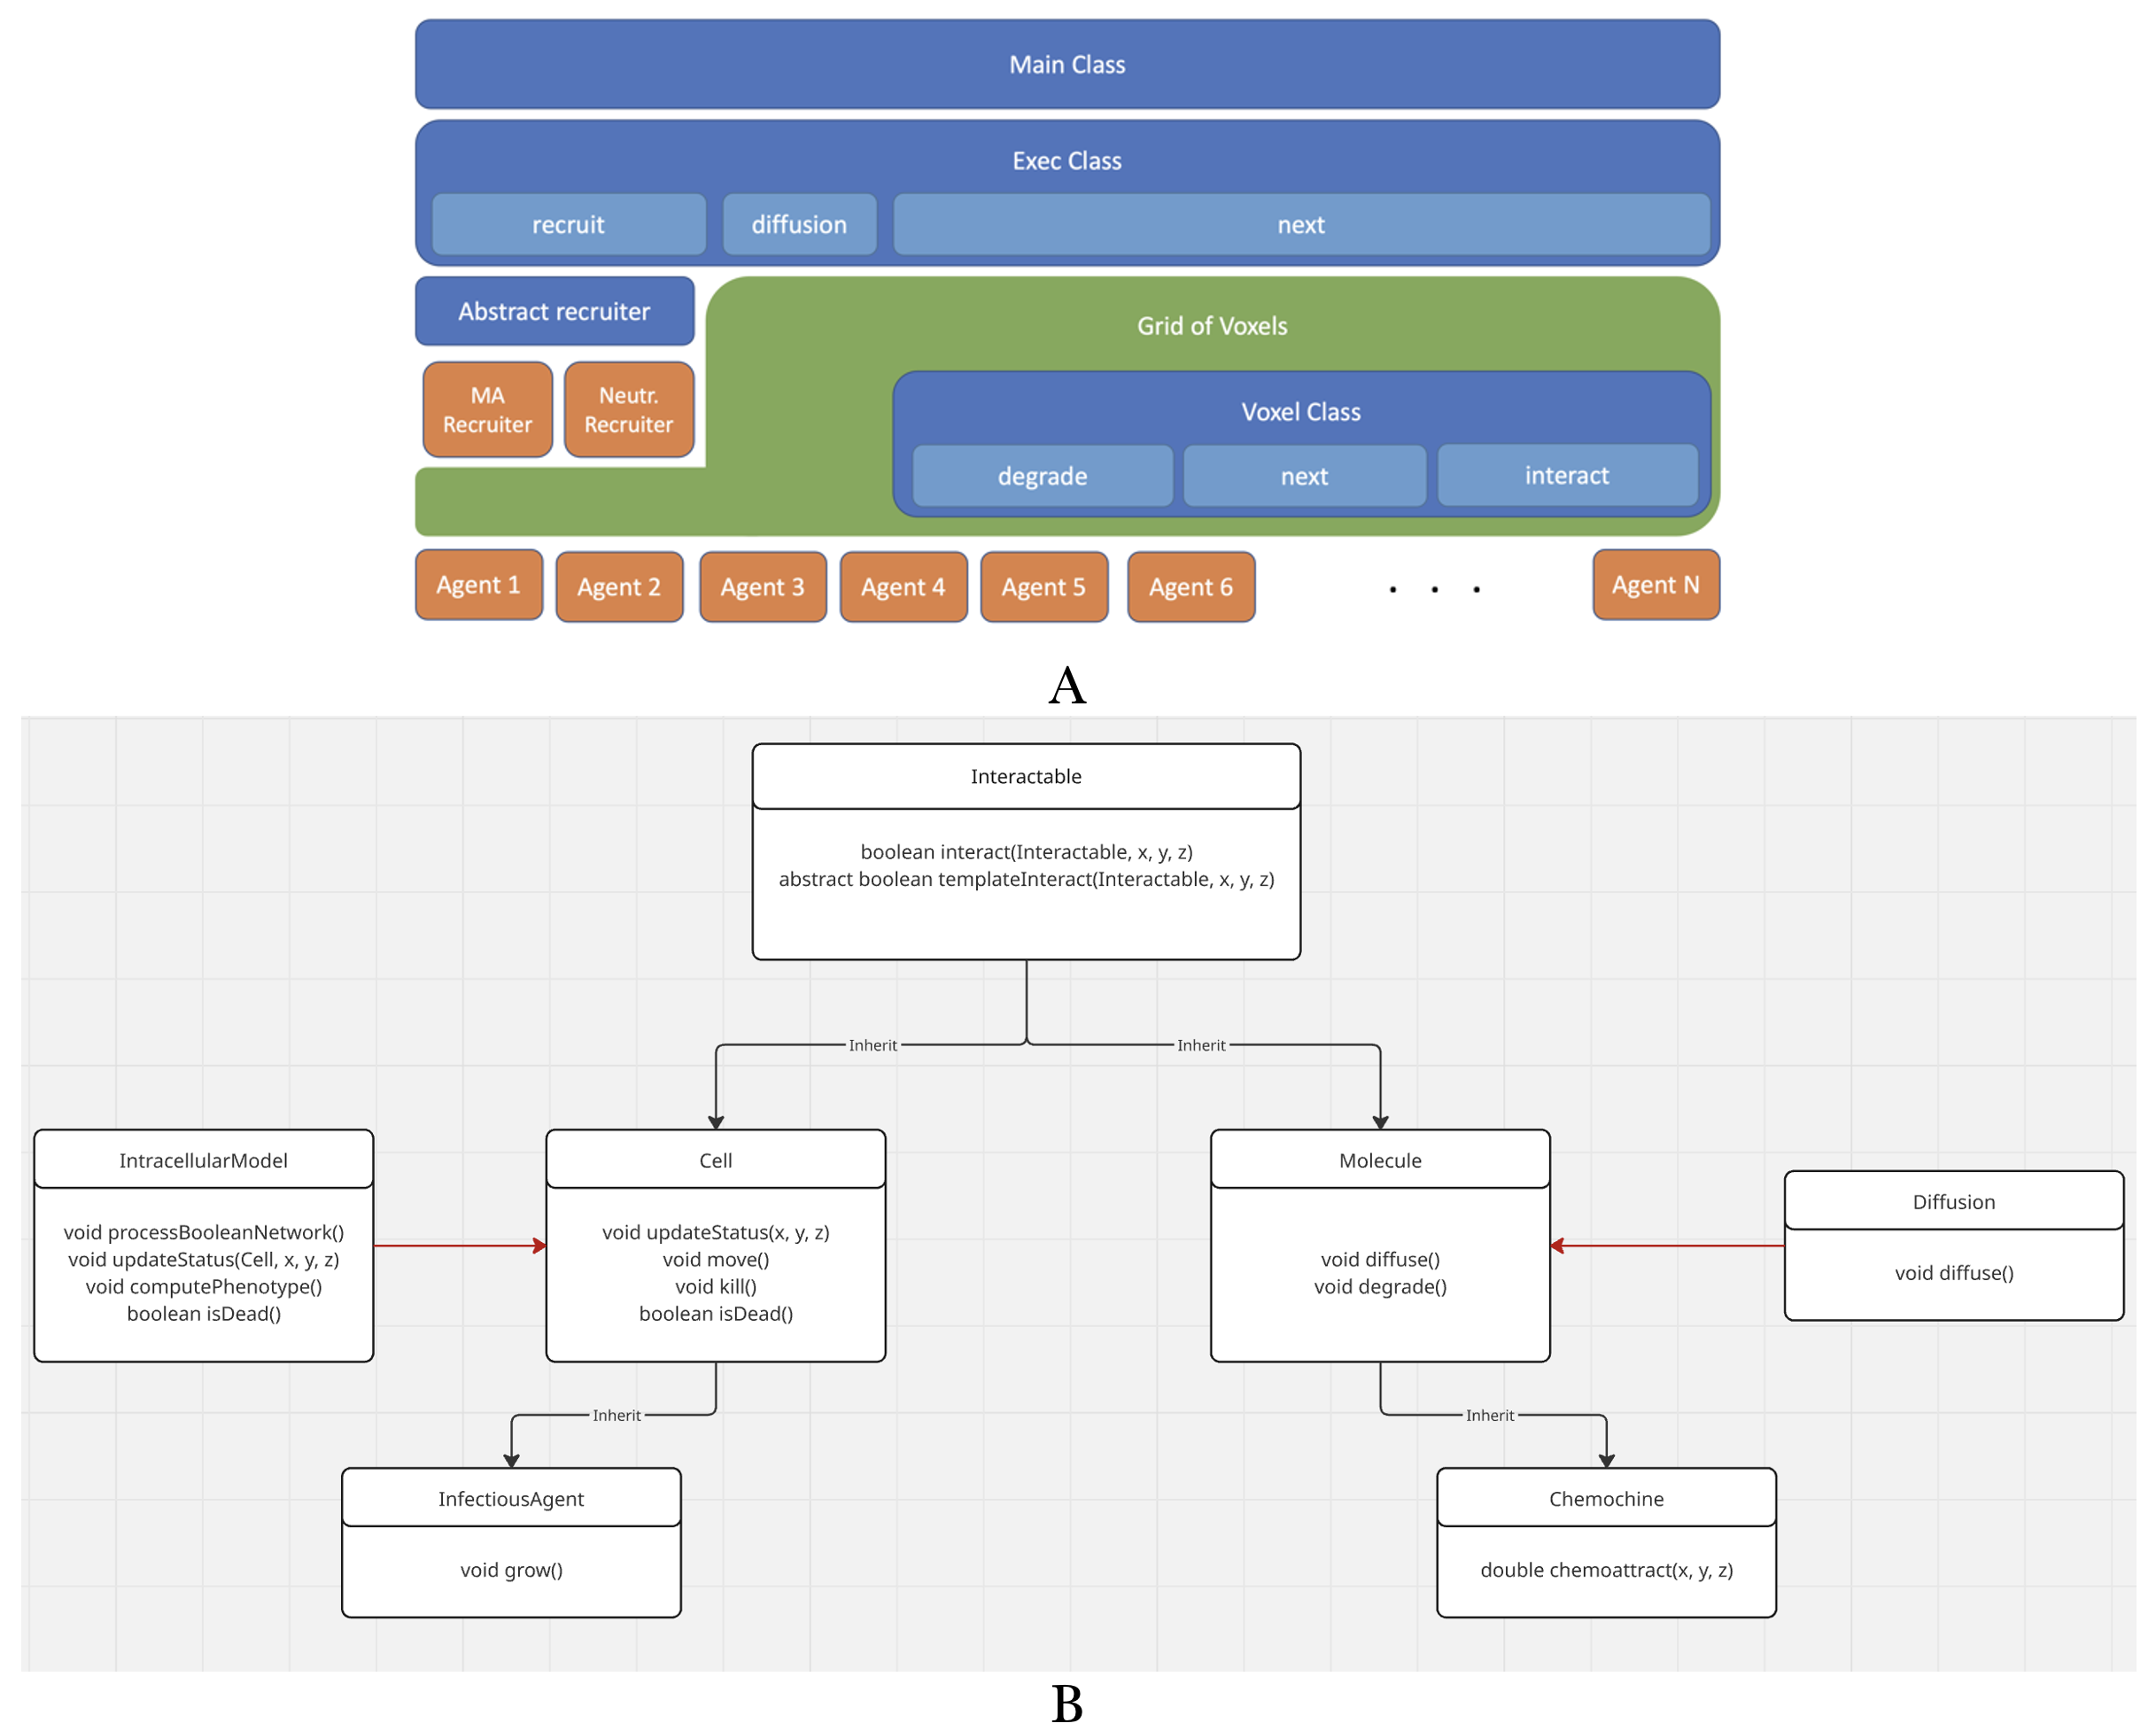 Main Class
Exec Class
recruit
diffusion
next
Abstract recruiter
Grid of Voxels
MA
Recruiter
Neutr.
Recruiter
Voxel Class
degrade
next
interact
Agent 1
Agent 2
Agent 3
Agent 4
Agent 5
Agent 6
. . .
Agent N
A
Interactable
boolean interact(Interactable, x, y, z)
abstract boolean templateInteract(Interactable, x, y, z)
Inherit
Inherit
IntracellularModel
void processBooleanNetwork()
void updateStatus(Cell, x, y, z)
void computePhenotype()
boolean isDead()
Cell
void updateStatus(x, y, z)
void move()
void kill()
boolean isDead()
Molecule
void diffuse()
void degrade()
Diffusion
void diffuse()
Inherit
Inherit
InfectiousAgent
void grow()
Chemochine
double chemoattract(x, y, z)
B